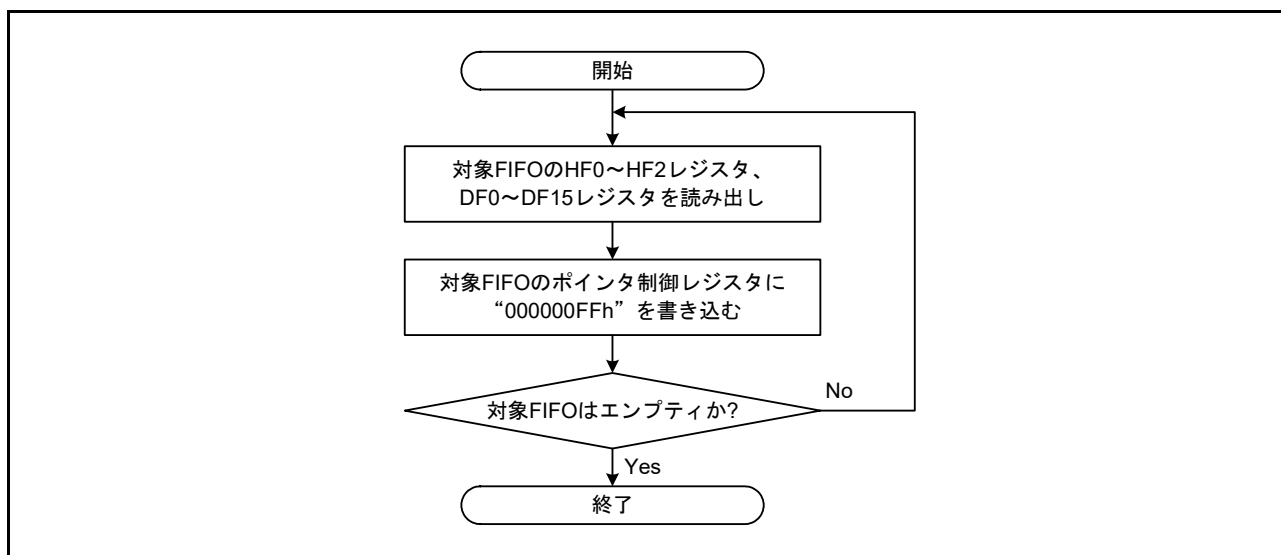 開始
対象FIFOのHF0～HF2レジスタ、
DF0～DF15レジスタを読み出し
対象FIFOのポインタ制御レジスタに
“000000FFh”を書き込む
対象FIFOはエンプティか?
No
Yes
終了